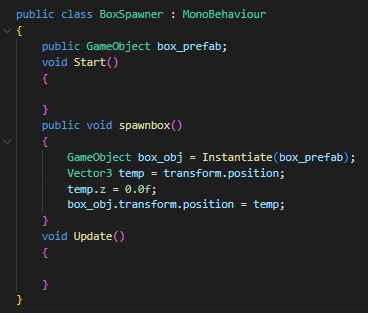 public class BoxSpawner : MonoBehaviour
{
    public GameObject box_prefab;
    void Start()
    {

    }
    public void spawnbox()
    {
        GameObject box_obj = Instantiate(box_prefab);
        Vector3 temp = transform.position;
        temp.z = 0.0f;
        box_obj.transform.position = temp;
    }
    void Update()
    {

    }
}